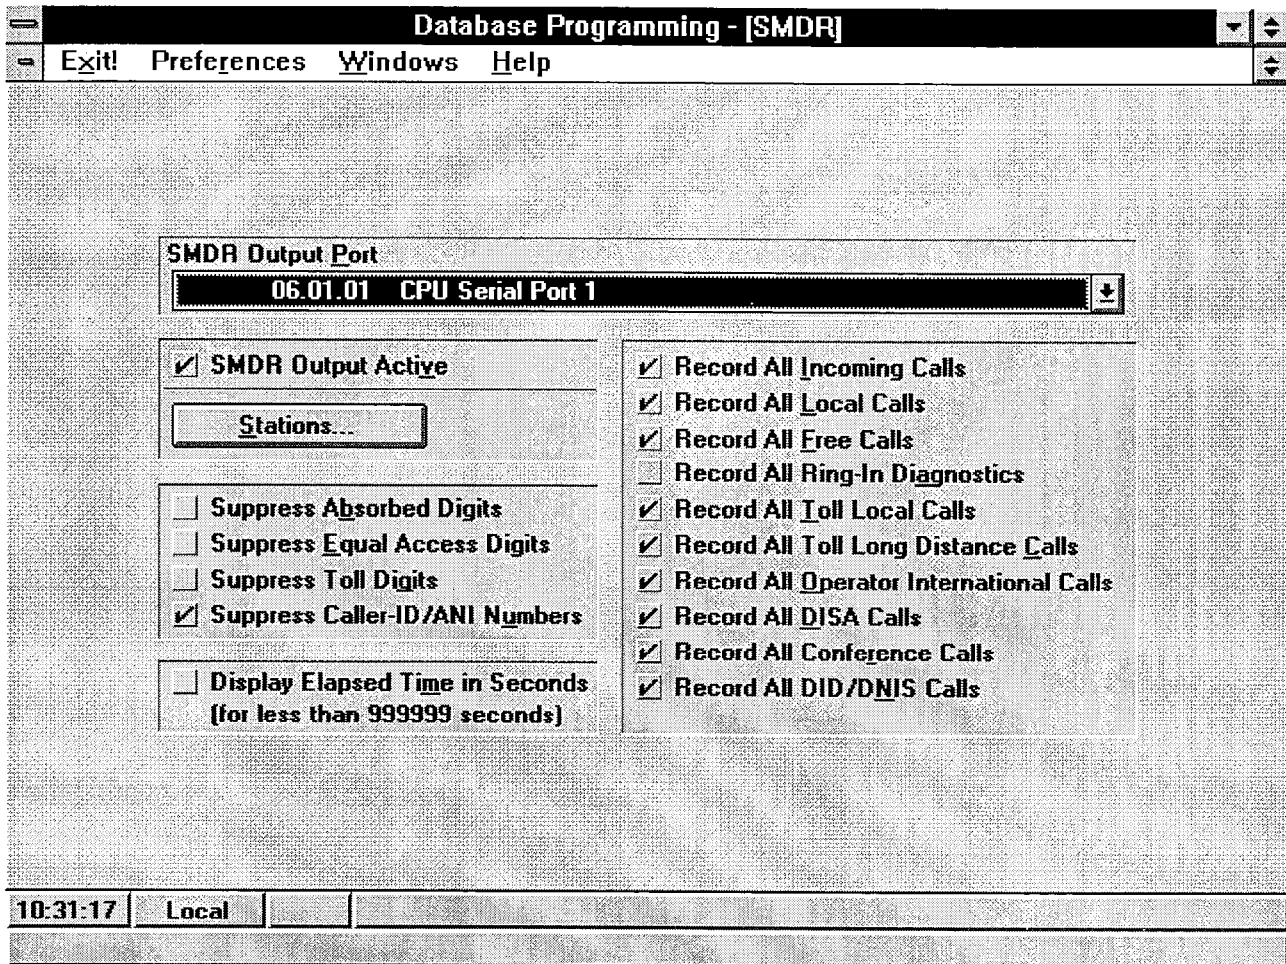 Database Programming - [SMDR]
Exit! Preferences Windows Help
SMDR Output Port
06.01.01 CPU Serial Port 1
SMDR Output Active
Stations...
Suppress Absorbed Digits
Suppress Equal Access Digits
Suppress Toll Digits
Suppress Caller-ID/ANI Numbers
Display Elapsed Time in Seconds
(for less than 999999 seconds)
Record All Incoming Calls
Record All Local Calls
Record All Free Calls
Record All Ring-In Diagnostics
Record All Toll Local Calls
Record All Toll Long Distance Calls
Record All Operator International Calls
Record All DISA Calls
Record All Conference Calls
Record All DID/DNIS Calls
10:31:17 Local